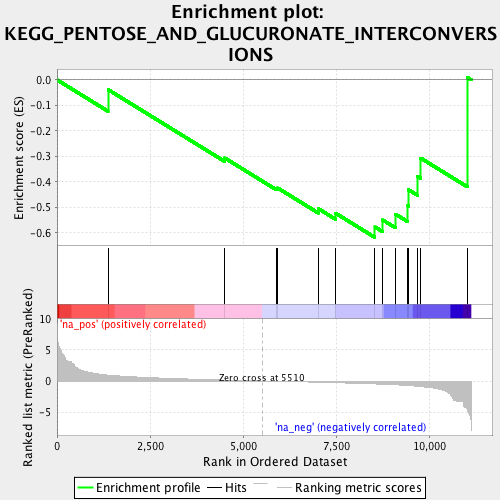 Enrichment plot:
KEGG_PENTOSE_AND_GLUCURONATE_INTERCONVERS
IONS
Enrichment score (ES)
0.0
-0.1
-0.2
-0.3
-0.4
-0.5
-0.6
Ranked list metric (PreRanked)
10
5
0
-5
'na_pos' (positively correlated)
Zero cross at 5510
'na_neg' (negatively correlated)
0
2,500
5,000
7,500
10,000
Rank in Ordered Dataset
Enrichment profile
Hits
Ranking metric scores